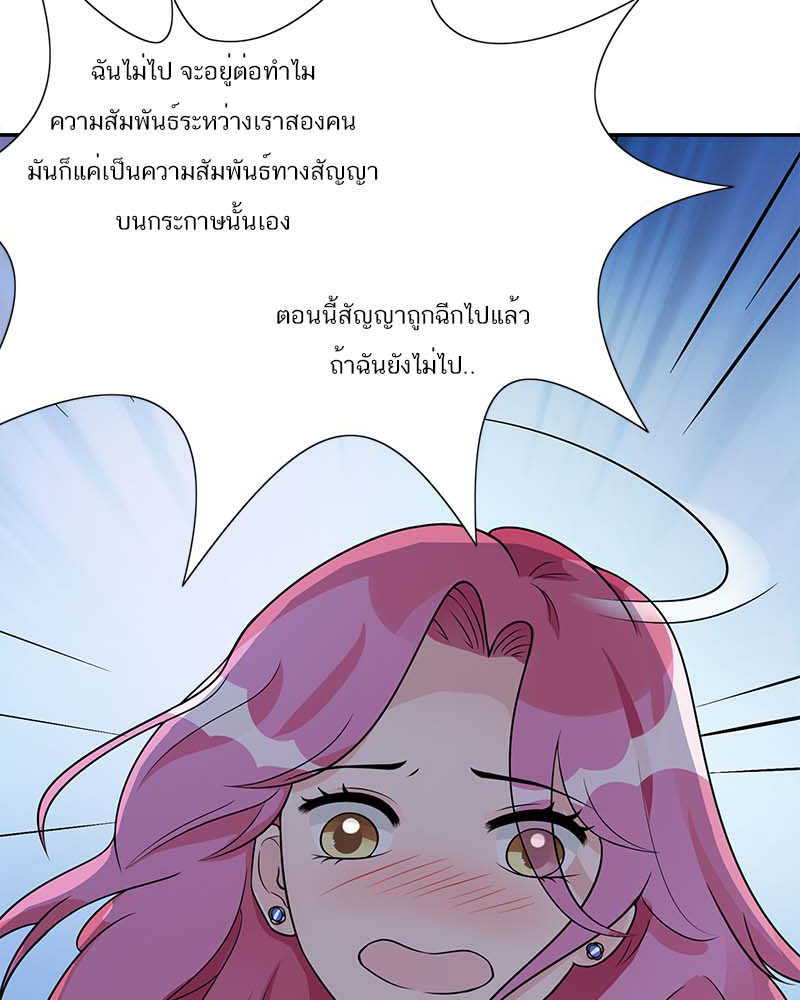 ฉันไม่ไป จะอยู่ต่อทำไม
ความสัมพันธ์ระหว่างเราสองคน
มันก็แค่เป็นความสัมพันธ์ทางสัญญา
บนกระกาษนั้นเอง
ตอนนี้สัญญาถูกฉีกไปแล้ว
ถ้าฉันยังไม่ไป..